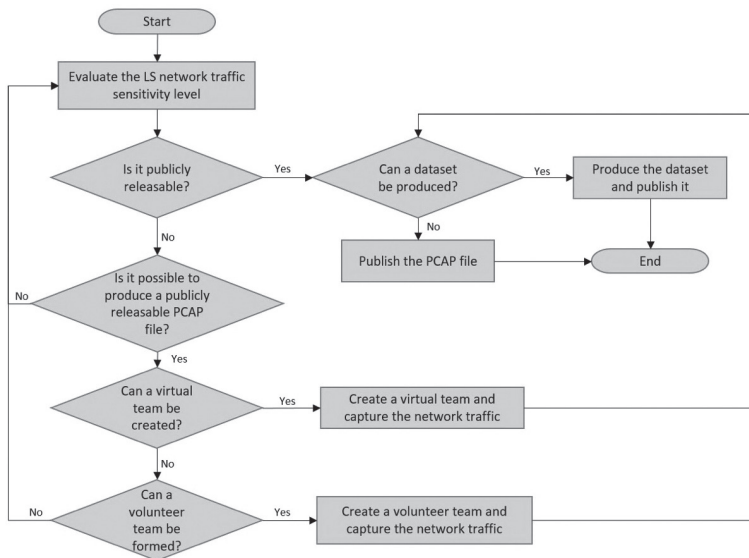 Start
Evaluate the LS network traffic
sensitivity level
Is it publicly
releasable?
Yes
Can a dataset
be produced?
Yes
Produce the dataset
and publish it
No
No
Publish the PCAP file
End
Is it possible to
produce a publicly
releasable PCAP
file?
No
Yes
Can a virtual
team be
created?
Yes
Create a virtual team and
capture the network traffic
No
Can a
volunteer
team be
formed?
No
Yes
Create a volunteer team and
capture the network traffic